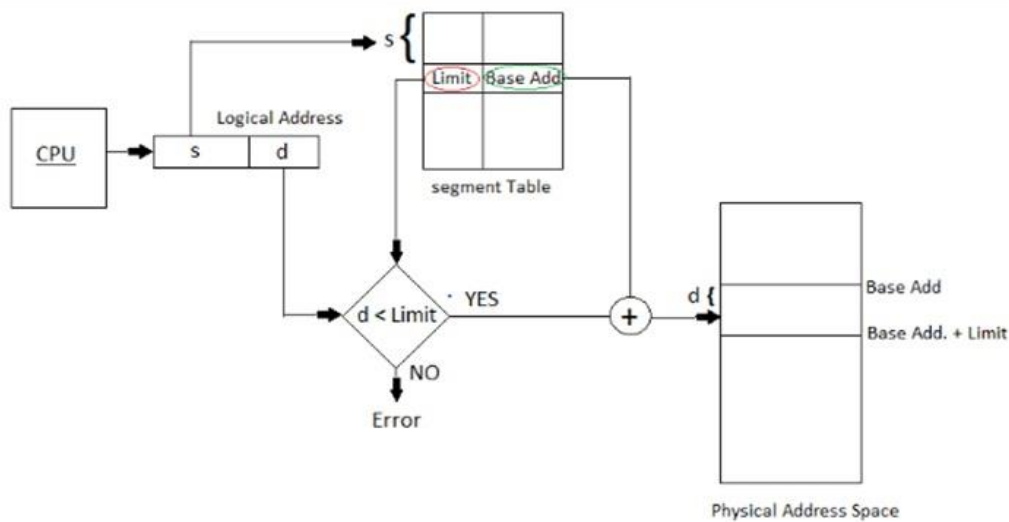 s {
Limit Base Add
Logical Address
CPU
s d
segment Table
d < Limit
YES
+
d {
Base Add
Base Add. + Limit
NO
Error
Physical Address Space